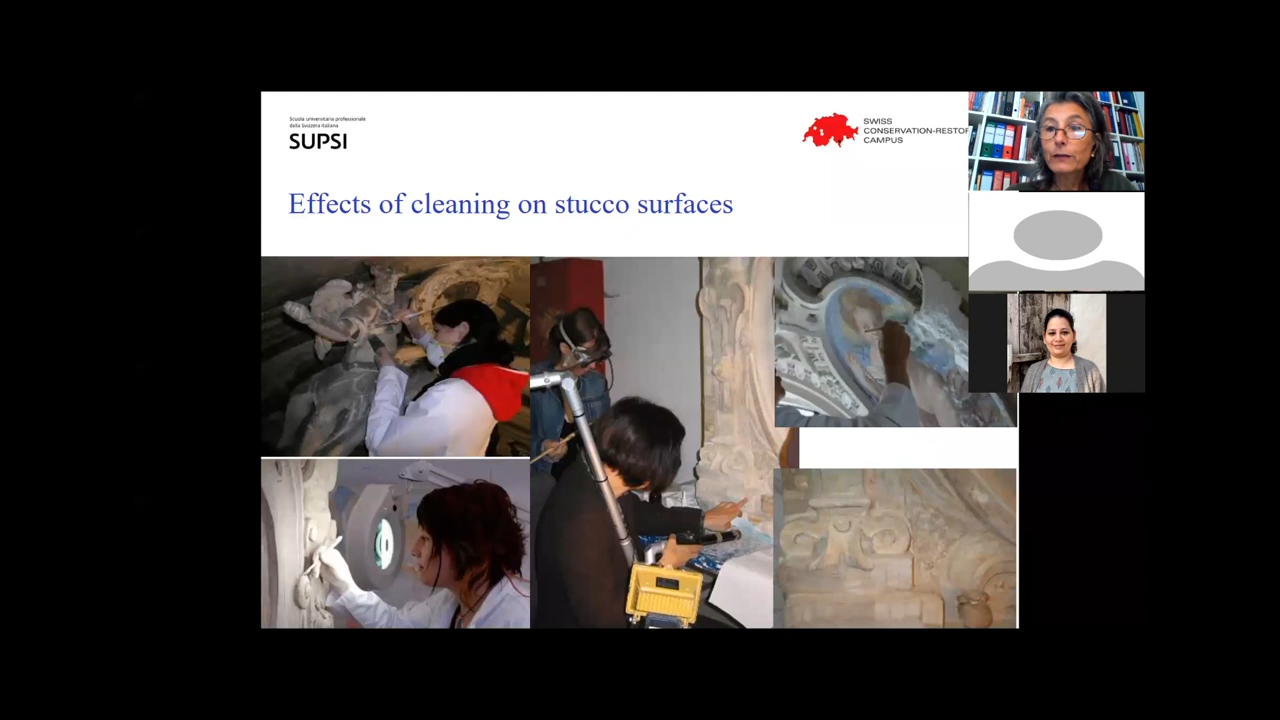 Scuola universitaria professionale
della Svizzera italiana
SUPSI
SWISS
CONSERVATION-RESTOR
CAMPUS
Effects of cleaning on stucco surfaces